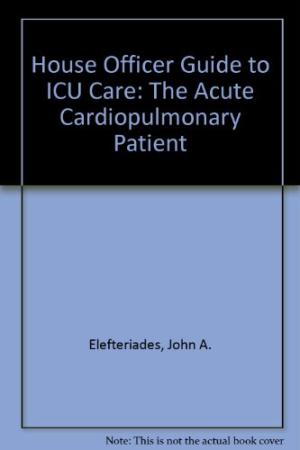 House Officer Guide to
ICU Care: The Acute
Cardiopulmonary
Patient
Elefteriades, John A.
Note: This is not the actual book cover